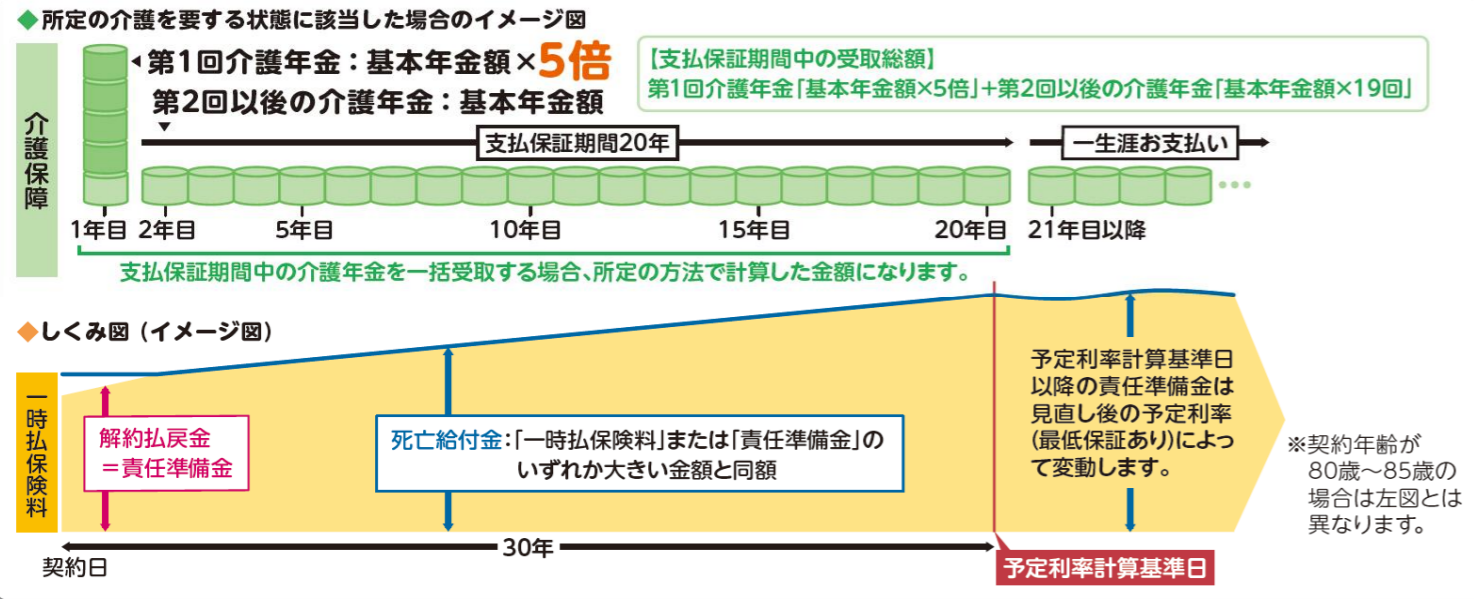 ◆所定の介護を要する状態に該当した場合のイメージ図
介護保障
第1回介護年金：基本年金額×5倍
第2回以後の介護年金：基本年金額
【支払保証期間中の受取総額】
第1回介護年金「基本年金額×5倍」＋第2回以後の介護年金「基本年金額×19回」
支払保証期間20年
一生涯お支払い
1年目 2年目 5年目 10年目 15年目 20年目 21年目以降
支払保証期間中の介護年金を一括受取する場合、所定の方法で計算した金額になります。
◆しくみ図（イメージ図）
一時払保険料
解約払戻金
＝責任準備金
死亡給付金：「一時払保険料」または「責任準備金」の
いずれか大きい金額と同額
予定利率計算基準日
以降の責任準備金は
見直し後の予定利率
(最低保証あり)によっ
て変動します。
※契約年齢が
80歳～85歳の
場合は左図とは
異なります。
30年
契約日
予定利率計算基準日